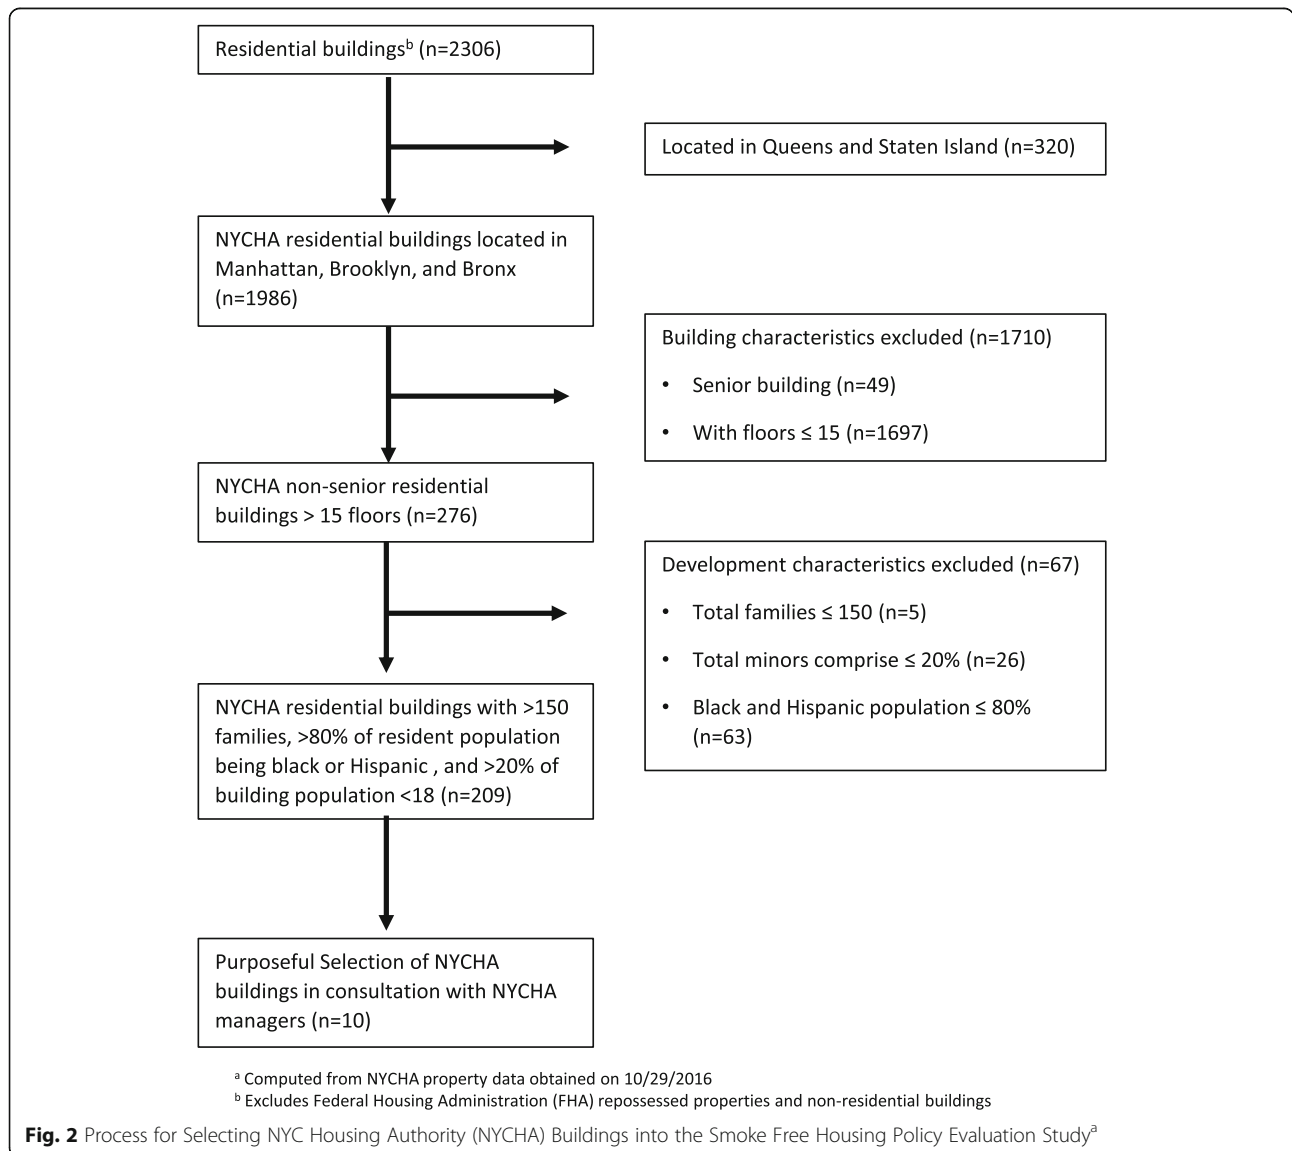 Residential buildingsᵇ (n=2306)
Located in Queens and Staten Island (n=320)
NYCHA residential buildings located in
Manhattan, Brooklyn, and Bronx
(n=1986)
Building characteristics excluded (n=1710)
• Senior building (n=49)
• With floors ≤ 15 (n=1697)
NYCHA non-senior residential
buildings > 15 floors (n=276)
Development characteristics excluded (n=67)
• Total families ≤ 150 (n=5)
• Total minors comprise ≤ 20% (n=26)
• Black and Hispanic population ≤ 80%
(n=63)
NYCHA residential buildings with >150
families, >80% of resident population
being black or Hispanic , and >20% of
building population <18 (n=209)
Purposeful Selection of NYCHA
buildings in consultation with NYCHA
managers (n=10)
ᵃ Computed from NYCHA property data obtained on 10/29/2016
ᵇ Excludes Federal Housing Administration (FHA) repossessed properties and non-residential buildings
Fig. 2 Process for Selecting NYC Housing Authority (NYCHA) Buildings into the Smoke Free Housing Policy Evaluation Studyᵃ